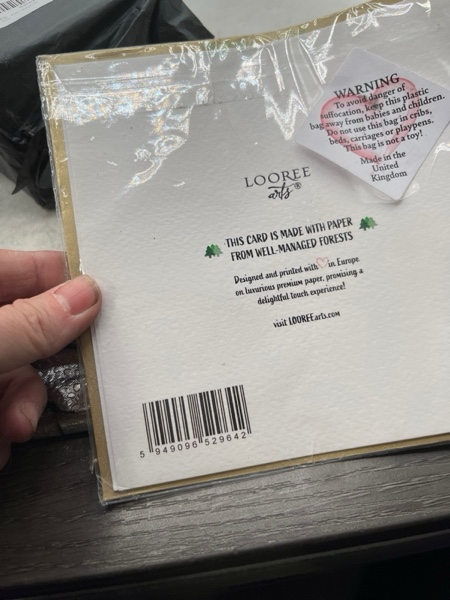 WARNING
To avoid danger of
suffocation, keep this plastic
bag away from babies and children.
Do not use this bag in cribs,
beds, carriages or playpens.
This bag is not a toy!
Made in the
United
Kingdom
LOOREE
arts®
THIS CARD IS MADE WITH PAPER
FROM WELL-MANAGED FORESTS
Designed and printed with in Europe
on luxurious premium paper, promising a
delightful touch experience!
visit LOOREEarts.com
5 949096 529642